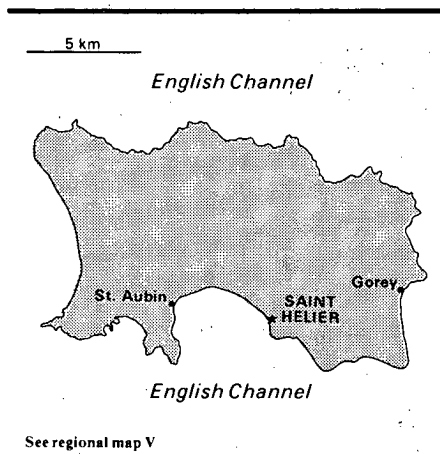 5 km
English Channel
St. Aubin
SAINT
HELIER
Gorey
English Channel
See regional map V